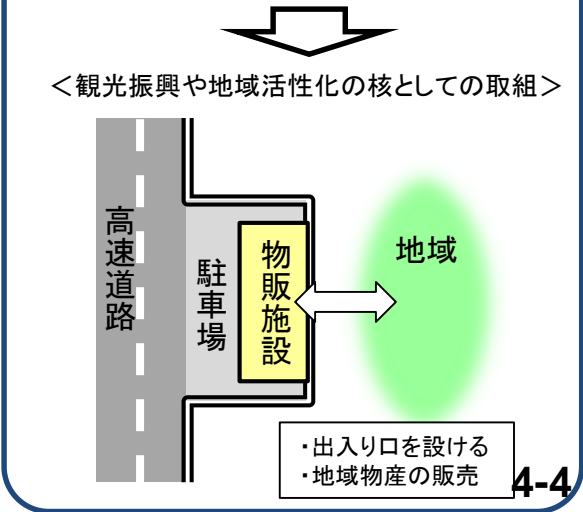 ＜観光振興や地域活性化の核としての取組＞
高速道路
駐車場
物販施設
地域
・出入り口を設ける
・地域物産の販売
4-4